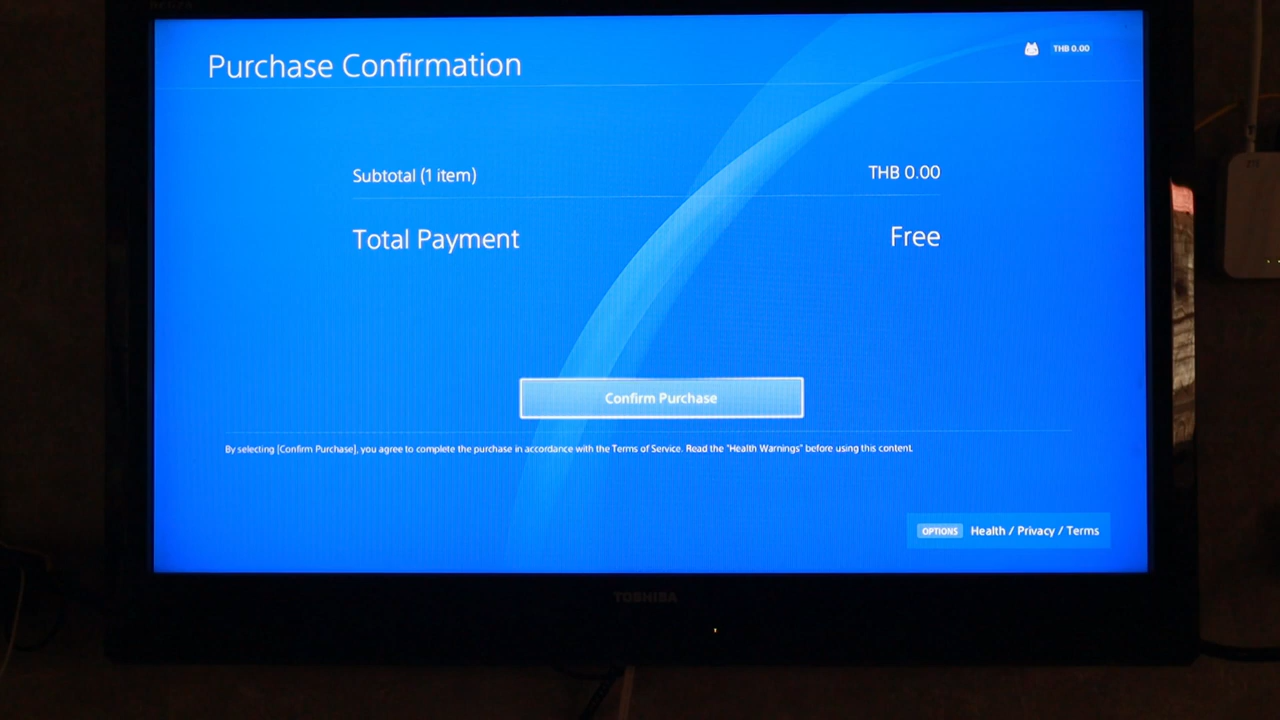 Purchase Confirmation
THB 0.00
Subtotal (1 item)
THB 0.00
Total Payment
Free
Confirm Purchase
By selecting [Confirm Purchase], you agree to complete the purchase in accordance with the Terms of Service. Read the "Health Warnings" before using this content.
OPTIONS Health / Privacy / Terms
TOSHIBA